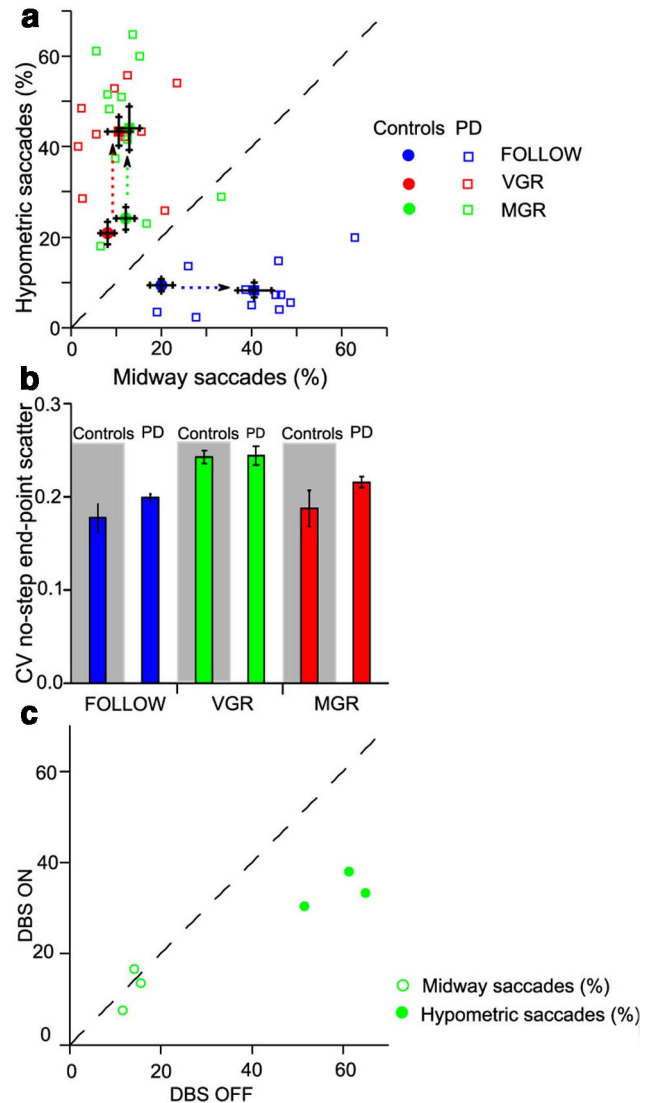 a
Hypometric saccades (%)
60
40
20
0
0 20 40 60
Midway saccades (%)
Controls PD
FOLLOW
VGR
MGR
b
CV no-step end-point scatter
0.3
0.2
0.1
0.0
Controls PD Controls PD Controls PD
FOLLOW VGR MGR
c
DBS ON
60
40
20
0
0 20 40 60
DBS OFF
Midway saccades (%)
Hypometric saccades (%)